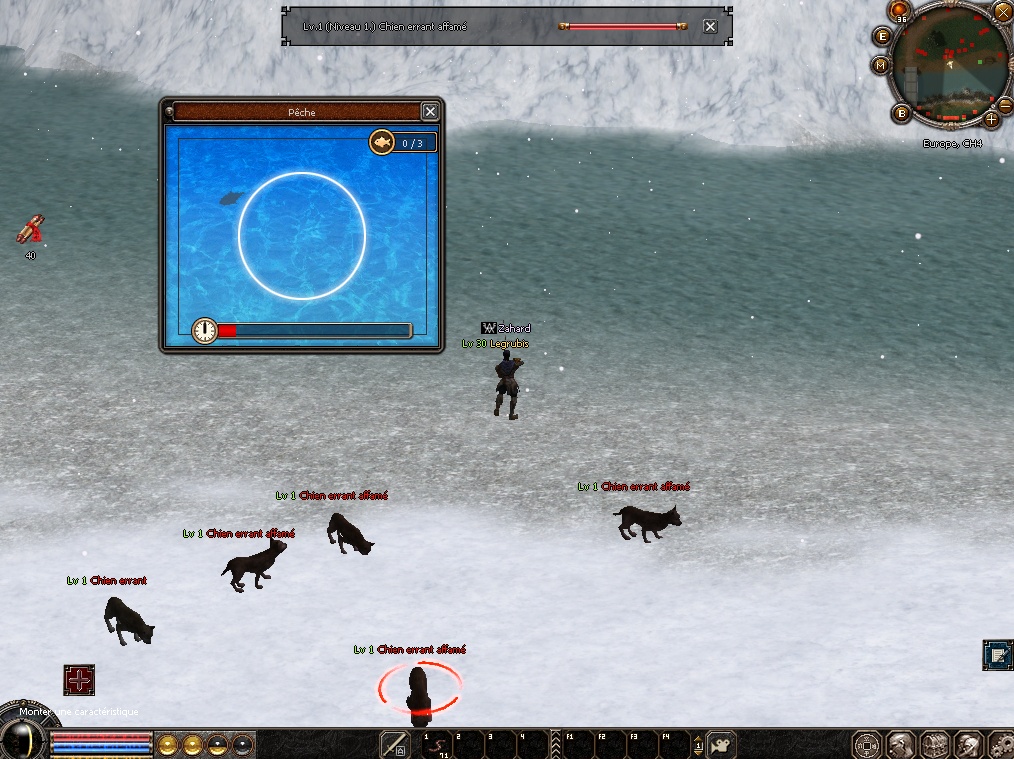 Lv.1 (Niveau 1.) Chien errant affamé
36
E
M
B
Europe, CH4
Pêche
0 / 3
40
Zahard
Lv 30 Legrubis
Lv 1 Chien errant affamé
Lv 1 Chien errant affamé
Lv 1 Chien errant affamé
Lv 1 Chien errant
Lv 1 Chien errant affamé
Monter une caractéristique
1 2 3 4 F1 F2 F3 F4
71
1